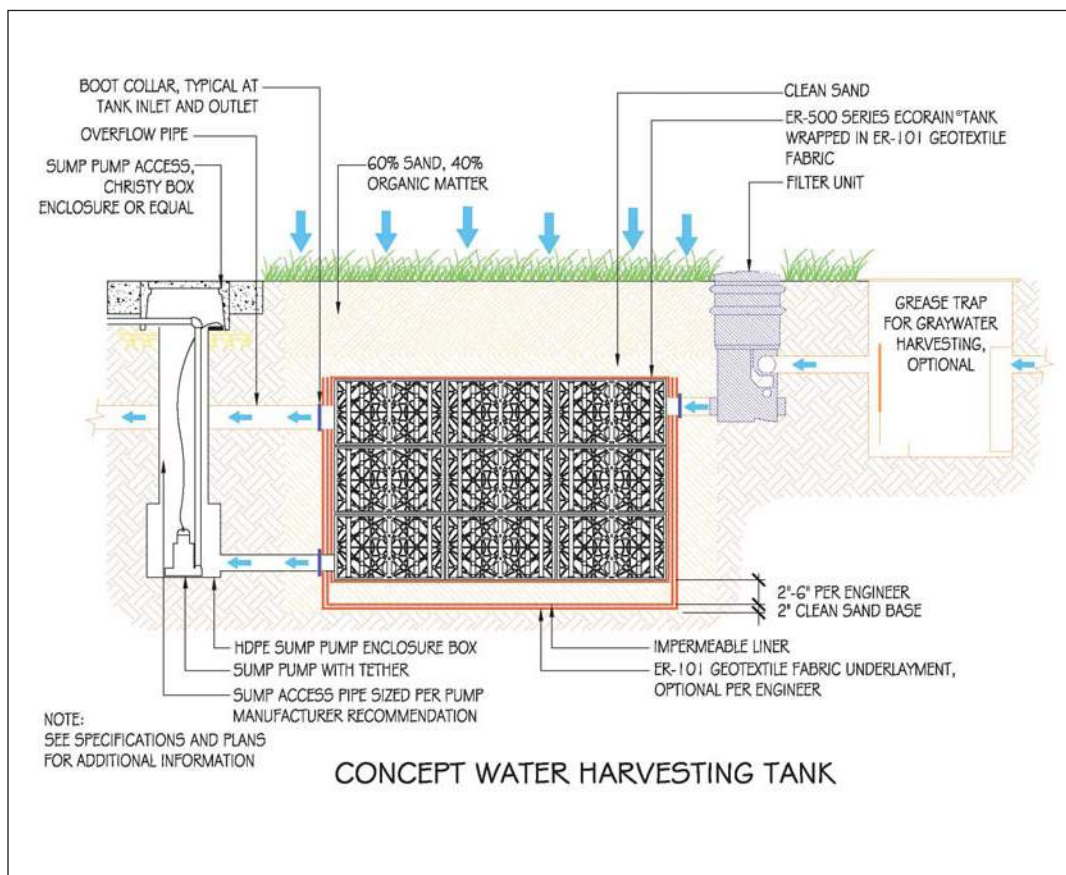 BOOT COLLAR, TYPICAL AT
TANK INLET AND OUTLET
OVERFLOW PIPE
SUMP PUMP ACCESS,
CHRISTY BOX
ENCLOSURE OR EQUAL
60% SAND, 40%
ORGANIC MATTER
CLEAN SAND
ER-500 SERIES ECORAIN® TANK
WRAPPED IN ER-101 GEOTEXTILE
FABRIC
FILTER UNIT
GREASE TRAP
FOR GRAYWATER
HARVESTING,
OPTIONAL
2"-6" PER ENGINEER
2" CLEAN SAND BASE
IMPERMEABLE LINER
ER-101 GEOTEXTILE FABRIC UNDERLAYMENT,
OPTIONAL PER ENGINEER
HDPE SUMP PUMP ENCLOSURE BOX
SUMP PUMP WITH TETHER
SUMP ACCESS PIPE SIZED PER PUMP
MANUFACTURER RECOMMENDATION
NOTE:
SEE SPECIFICATIONS AND PLANS
FOR ADDITIONAL INFORMATION
CONCEPT WATER HARVESTING TANK